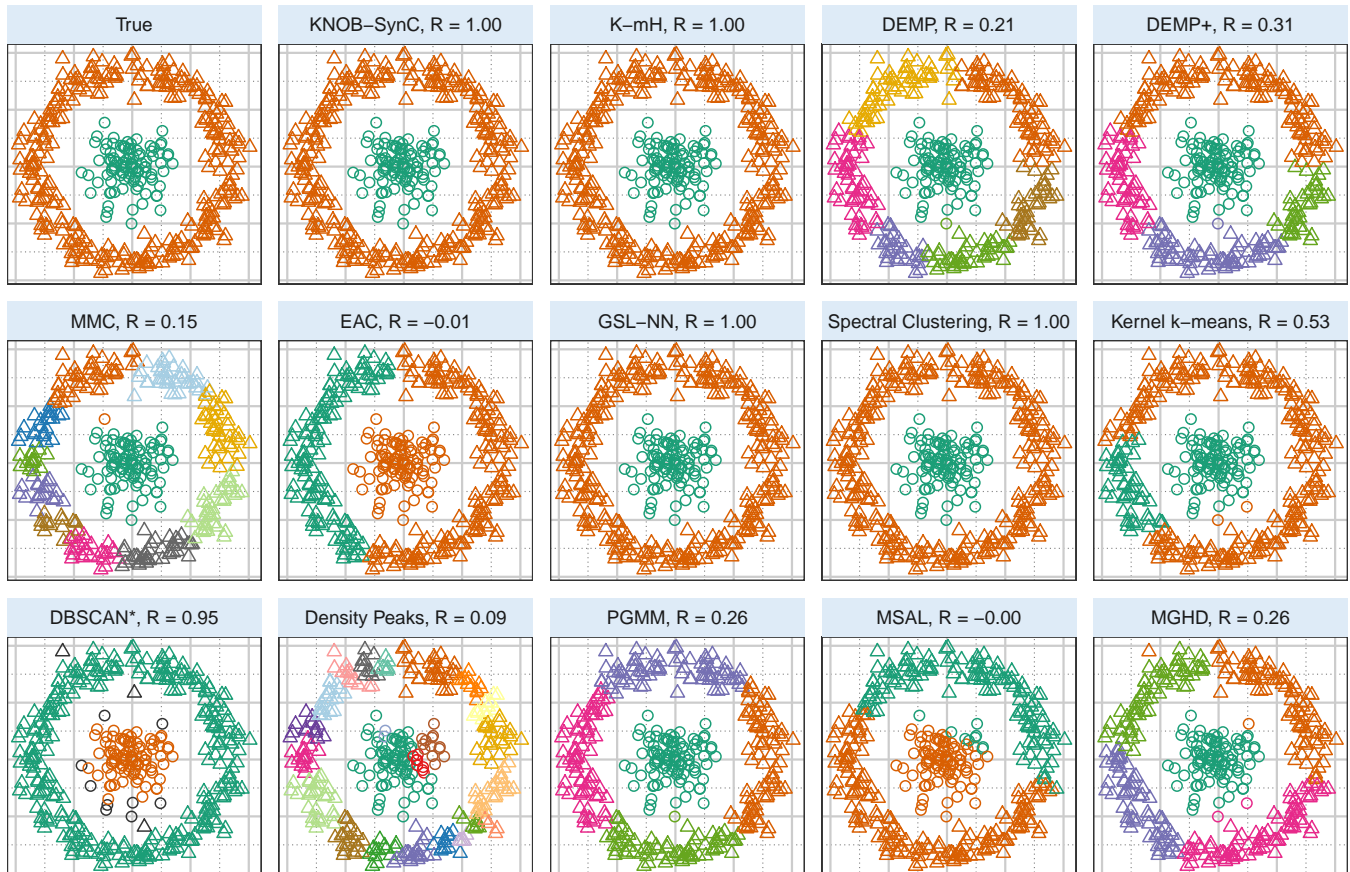 True
KNOB−SynC, R = 1.00
K−mH, R = 1.00
DEMP, R = 0.21
DEMP+, R = 0.31
MMC, R = 0.15
EAC, R = −0.01
GSL−NN, R = 1.00
Spectral Clustering, R = 1.00
Kernel k−means, R = 0.53
DBSCAN*, R = 0.95
Density Peaks, R = 0.09
PGMM, R = 0.26
MSAL, R = −0.00
MGHD, R = 0.26